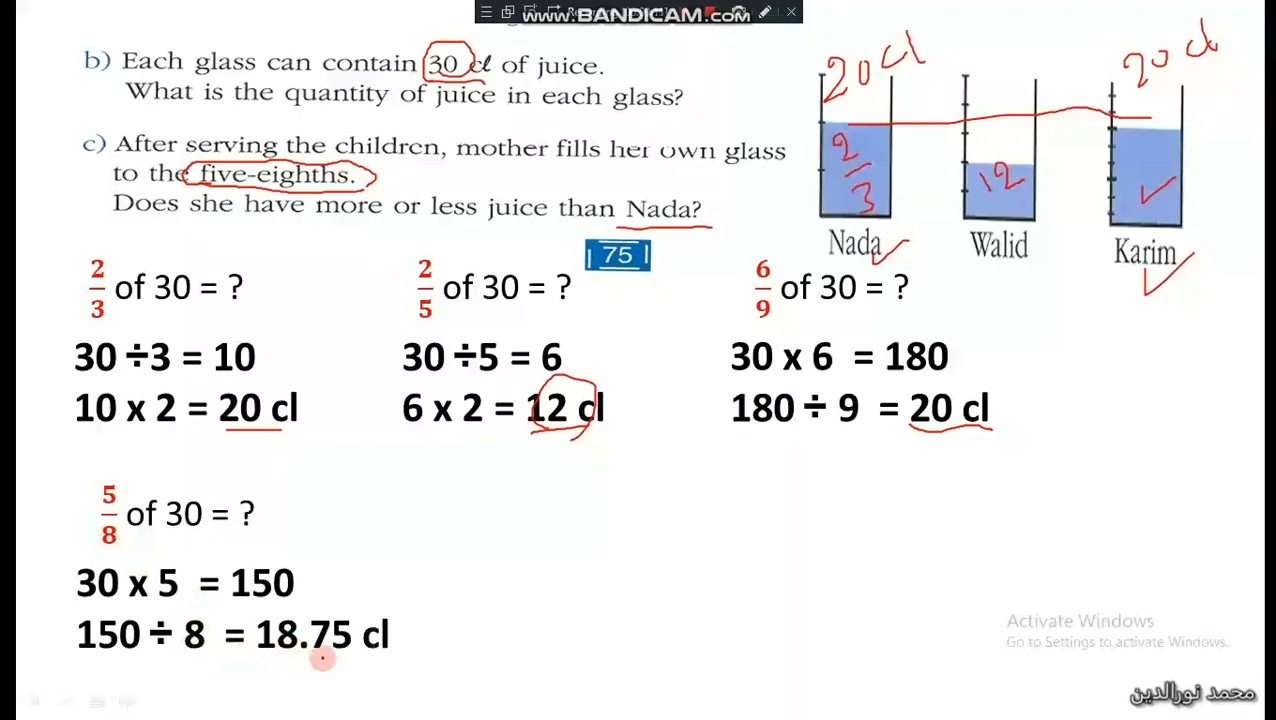 www.BANDICAM.com
b) Each glass can contain 30 cl of juice.
What is the quantity of juice in each glass?
c) After serving the children, mother fills her own glass
to the five-eighths.
Does she have more or less juice than Nada?
75
20 cl
20 cl
2/3
12
Nada
Walid
Karim
2/3 of 30 = ?
30 ÷3 = 10
10 x 2 = 20 cl
2/5 of 30 = ?
30 ÷5 = 6
6 x 2 = 12 cl
6/9 of 30 = ?
30 x 6 = 180
180 ÷ 9 = 20 cl
5/8 of 30 = ?
30 x 5 = 150
150 ÷ 8 = 18.75 cl
Activate Windows
Go to Settings to activate Windows.
محمد نورالدين